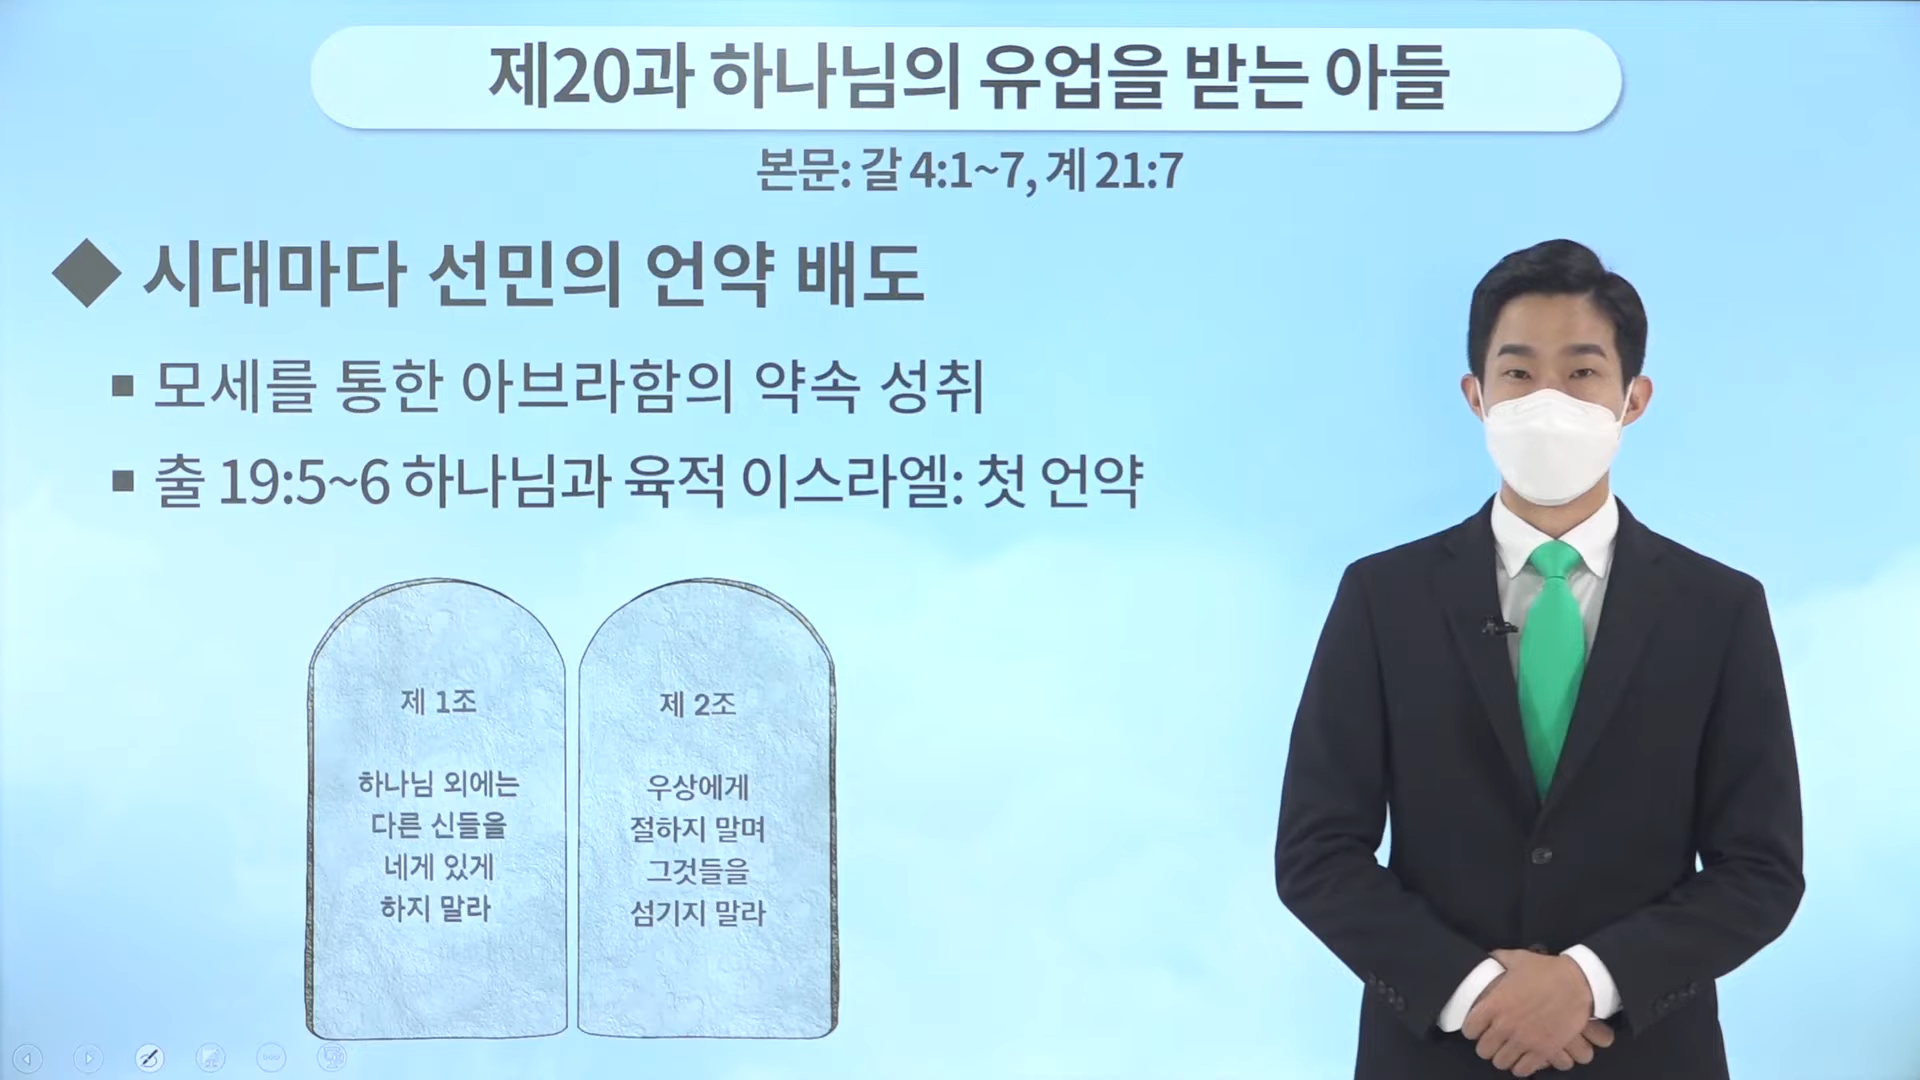 제20과 하나님의 유업을 받는 아들
본문: 갈 4:1~7, 계 21:7
◆ 시대마다 선민의 언약 배도
▪ 모세를 통한 아브라함의 약속 성취
▪ 출 19:5~6 하나님과 육적 이스라엘: 첫 언약
제 1조
하나님 외에는
다른 신들을
네게 있게
하지 말라
제 2조
우상에게
절하지 말며
그것들을
섬기지 말라